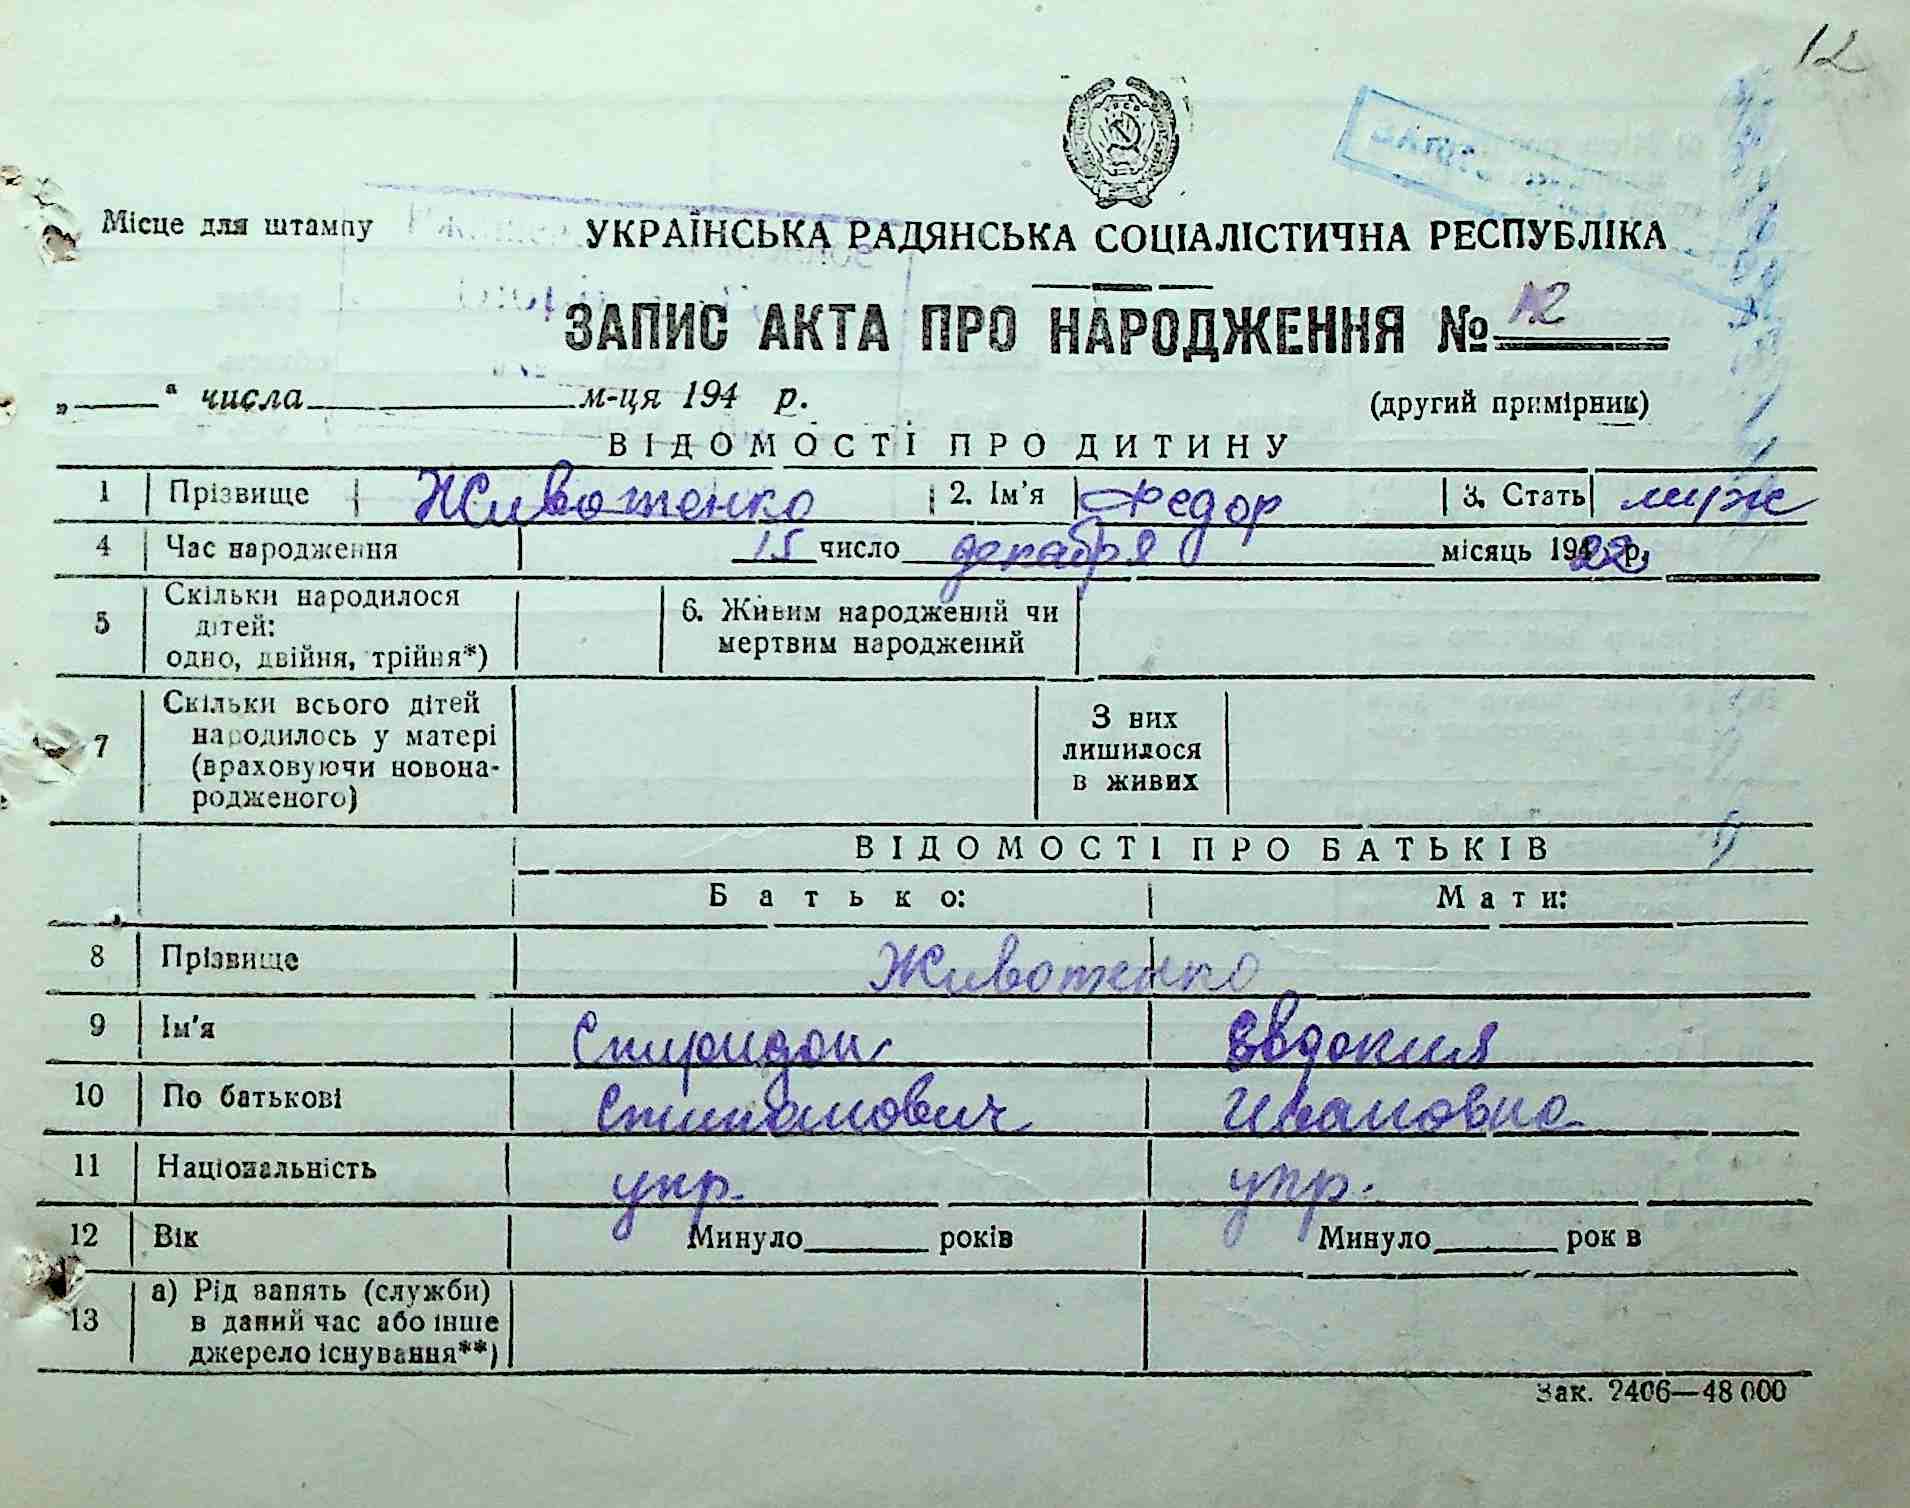 12
Місце для штампу
УКРАЇНСЬКА РАДЯНСЬКА СОЦІАЛІСТИЧНА РЕСПУБЛІКА
ЗАПИС АКТА ПРО НАРОДЖЕННЯ № 12
„ “ числа м-ця 194 р. (другий примірник)
ВІДОМОСТІ ПРО ДИТИНУ
1 Прізвище Животенко 2. Ім'я Федор 3. Стать муж
4 Час народження 15 число декабря місяць 1922 р.
5 Скільки народилося дітей: одно, двійня, трійня*) 6. Живим народжений чи мертвим народжений
7 Скільки всього дітей народилось у матері (враховуючи новонародженого) З них лишилося в живих
ВІДОМОСТІ ПРО БАТЬКІВ
Батько: Мати:
8 Прізвище Животенко
9 Ім'я Спиридон Евдокия
10 По батькові Степанович Ивановна
11 Національність укр. укр.
12 Вік Минуло років Минуло рок в
13 а) Рід занять (служби) в даний час або інше джерело існування**)
Зак. 2406—48 000